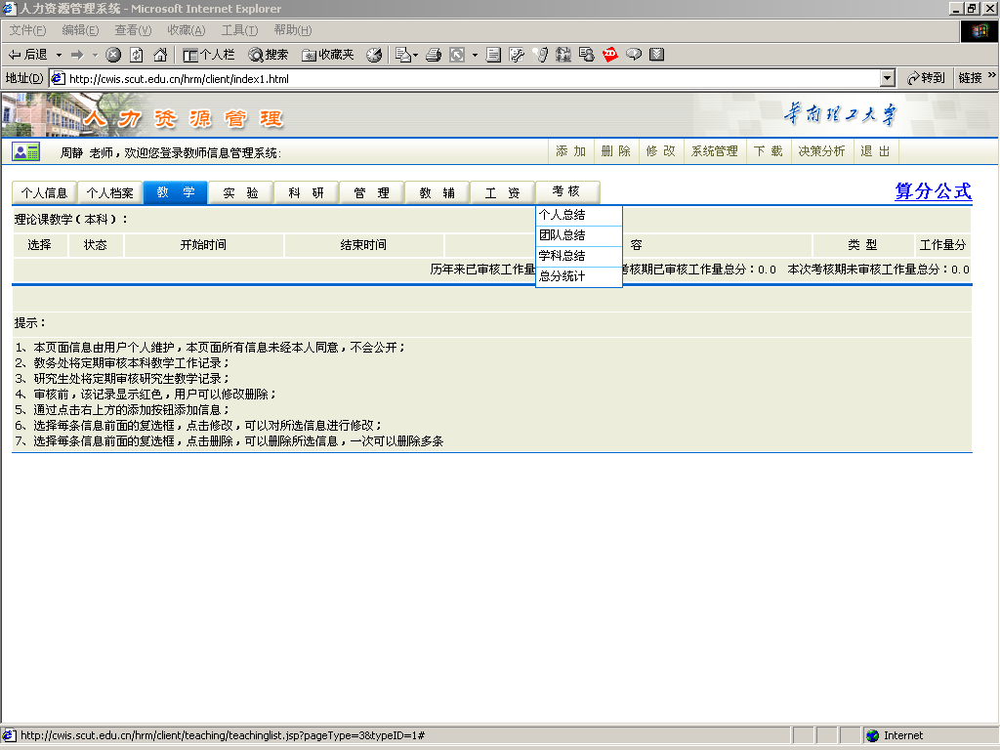 人力资源管理系统 - Microsoft Internet Explorer
文件(F) 编辑(E) 查看(V) 收藏(A) 工具(T) 帮助(H)
后退 个人栏 搜索 收藏夹
地址(D) http://cwis.scut.edu.cn/hrm/client/index1.html 转到 链接 »
人力资源管理 华南理工大学
周静 老师，欢迎您登录教师信息管理系统: 添 加 删 除 修 改 系统管理 下 载 决策分析 退 出
个人信息 个人档案 教 学 实 验 科 研 管 理 教 辅 工 资 考 核 算分公式
个人总结
团队总结
学科总结
总分统计
理论课教学（本科）：
选择 状态 开始时间 结束时间 容 类 型 工作量分
历年来已审核工作量 考核期已审核工作量总分：0.0 本次考核期未审核工作量总分：0.0
提示：
1、本页面信息由用户个人维护，本页面所有信息未经本人同意，不会公开；
2、教务处将定期审核本科教学工作记录；
3、研究生处将定期审核研究生教学记录；
4、审核前，该记录显示红色，用户可以修改删除；
5、通过点击右上方的添加按钮添加信息；
6、选择每条信息前面的复选框，点击修改，可以对所选信息进行修改；
7、选择每条信息前面的复选框，点击删除，可以删除所选信息，一次可以删除多条
http://cwis.scut.edu.cn/hrm/client/teaching/teachinglist.jsp?pageType=3&typeID=1# Internet